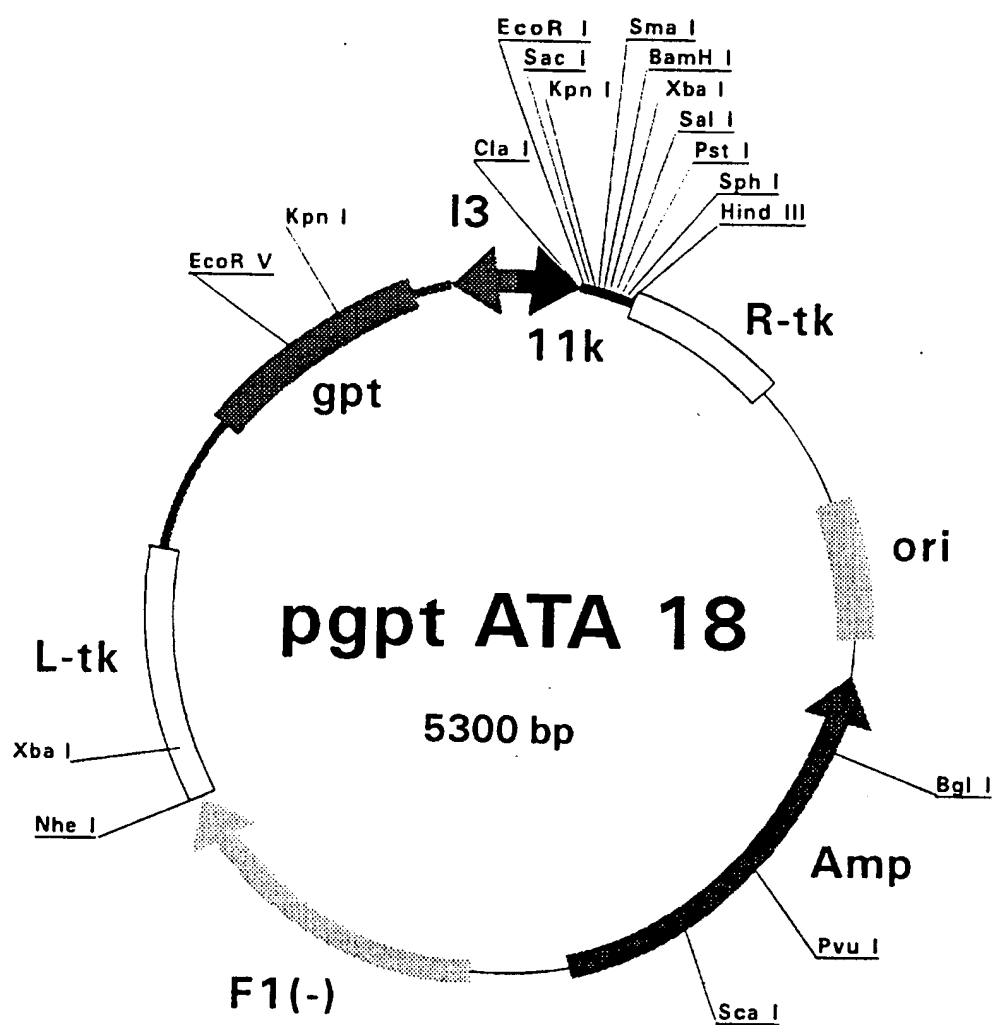 EcoR I
Sma I
Sac I
BamH I
Kpn I
Xba I
Sal I
Cla I
Pst I
Sph I
I3
Hind III
Kpn I
EcoR V
R-tk
11k
gpt
ori
pgpt ATA 18
L-tk
5300 bp
Xba I
Bgl I
Nhe I
Amp
Pvu I
F1(-)
Sca I